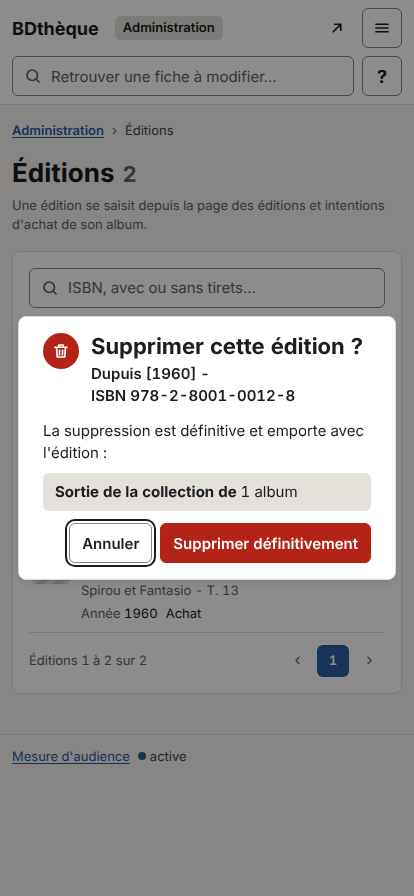 BDthèque Administration
Retrouver une fiche à modifier...
?
Administration › Éditions
Éditions 2
Une édition se saisit depuis la page des éditions et intentions
d'achat de son album.
ISBN, avec ou sans tirets...
Supprimer cette édition ?
Depuis [1960] -
ISBN 978-2-8001-0012-8
La suppression est définitive et emporte avec
l'édition :
Sortie de la collection de 1 album
Annuler Supprimer définitivement
Spirou et Fantasio - T. 13
Année 1960 Achat
Éditions 1 à 2 sur 2
‹ 1 ›
Mesure d'audience active